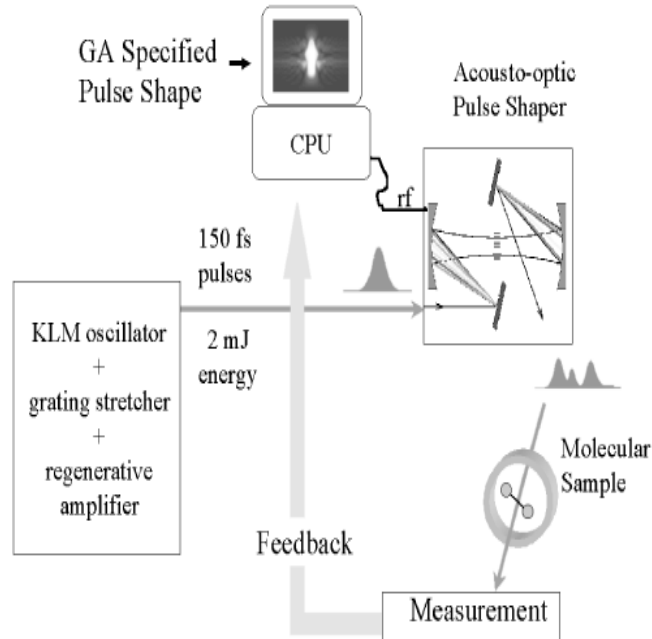 GA Specified
Pulse Shape
CPU
Acousto-optic
Pulse Shaper
rf
150 fs
pulses
2 mJ
energy
KLM oscillator
+
grating stretcher
+
regenerative
amplifier
Molecular
Sample
Feedback
Measurement